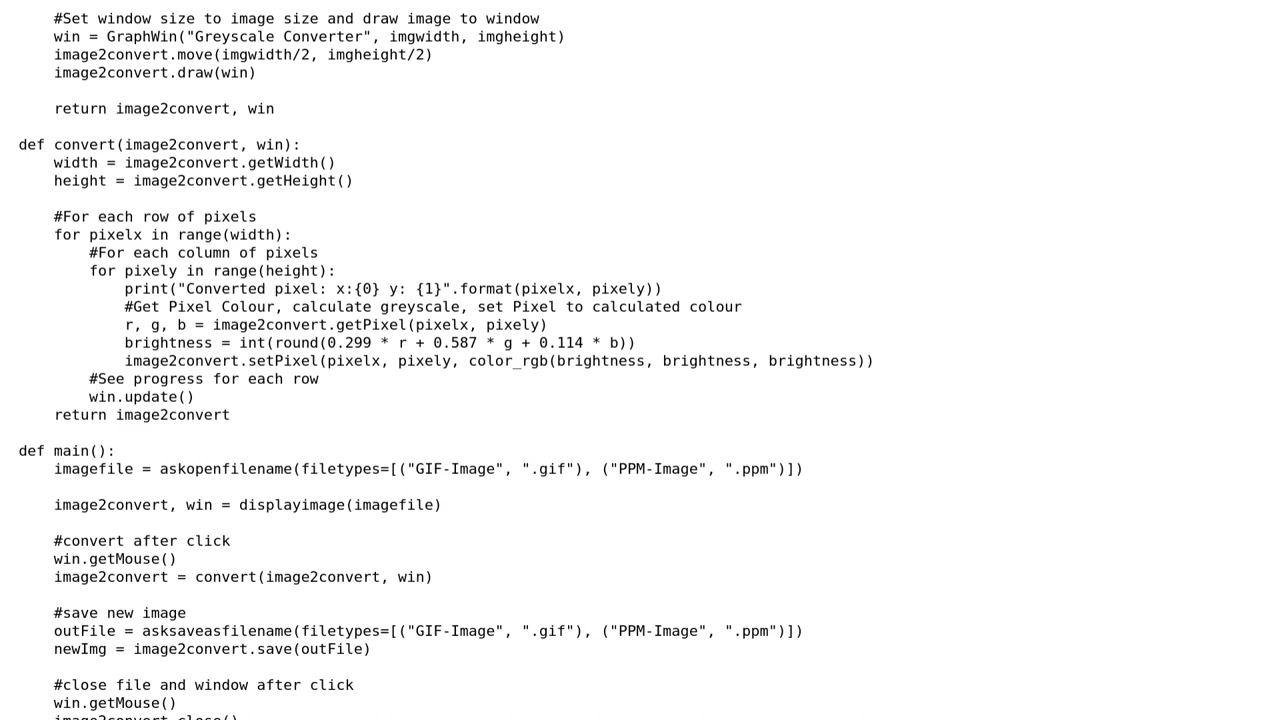 #Set window size to image size and draw image to window
win = GraphWin("Greyscale Converter", imgwidth, imgheight)
image2convert.move(imgwidth/2, imgheight/2)
image2convert.draw(win)
return image2convert, win
def convert(image2convert, win):
width = image2convert.getWidth()
height = image2convert.getHeight()
#For each row of pixels
for pixelx in range(width):
#For each column of pixels
for pixely in range(height):
print("Converted pixel: x:{0} y: {1}".format(pixelx, pixely))
#Get Pixel Colour, calculate greyscale, set Pixel to calculated colour
r, g, b = image2convert.getPixel(pixelx, pixely)
brightness = int(round(0.299 * r + 0.587 * g + 0.114 * b))
image2convert.setPixel(pixelx, pixely, color_rgb(brightness, brightness, brightness))
#See progress for each row
win.update()
return image2convert
def main():
imagefile = askopenfilename(filetypes=[("GIF-Image", ".gif"), ("PPM-Image", ".ppm")])
image2convert, win = displayimage(imagefile)
#convert after click
win.getMouse()
image2convert = convert(image2convert, win)
#save new image
outFile = asksaveasfilename(filetypes=[("GIF-Image", ".gif"), ("PPM-Image", ".ppm")])
newImg = image2convert.save(outFile)
#close file and window after click
win.getMouse()
image2convert.close()